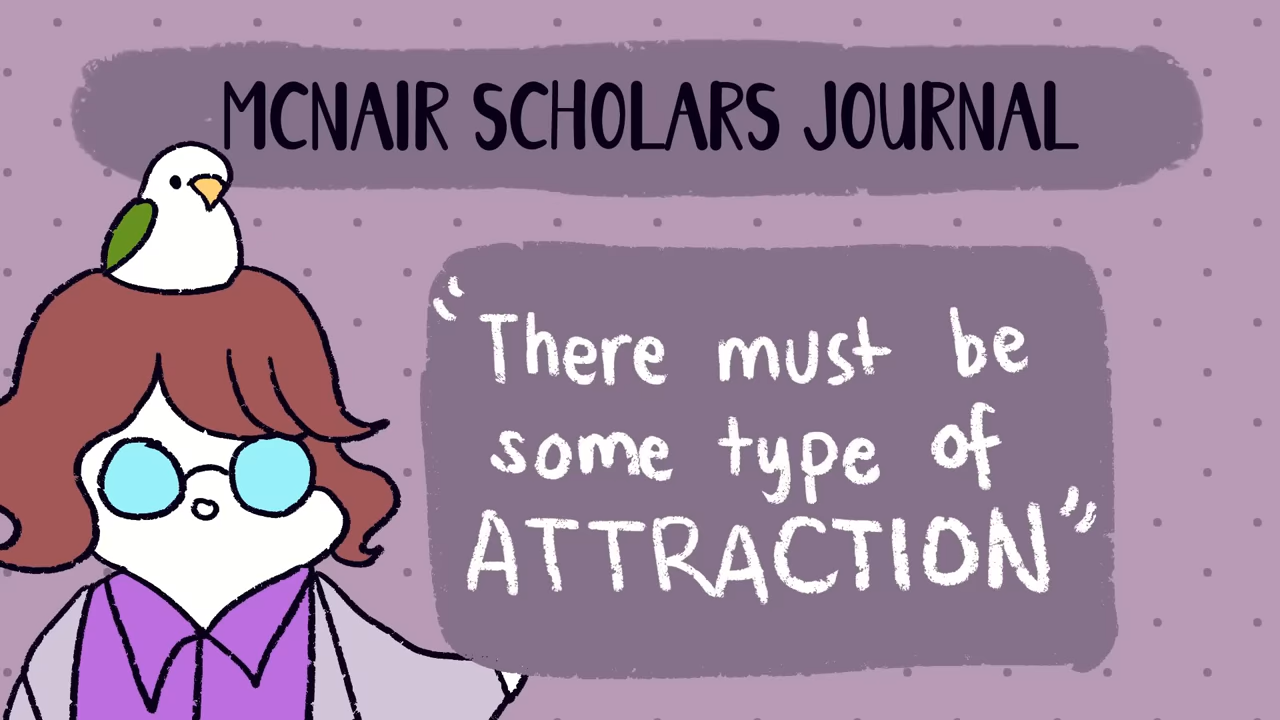 MCNAIR SCHOLARS JOURNAL
"There must be
some type of
ATTRACTION"